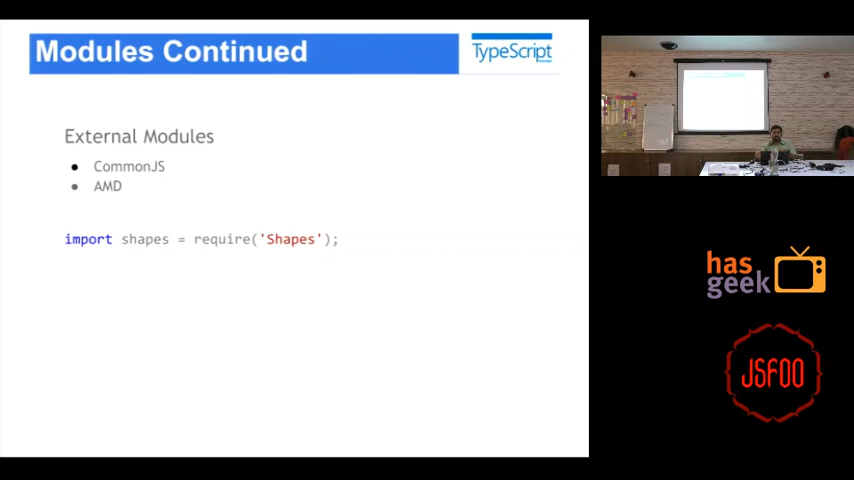 Modules Continued
TypeScript
External Modules
CommonJS
AMD
import shapes = require('Shapes');
has
geek
JSFOO